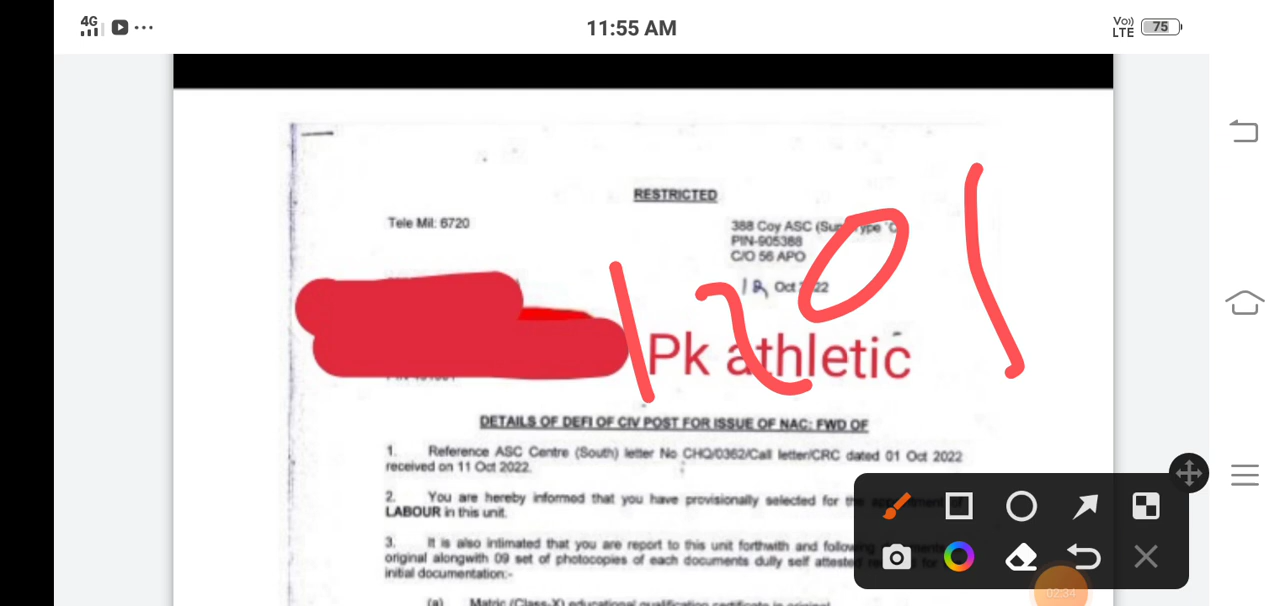 4G
11:55 AM
Vo))
LTE
75
RESTRICTED
Tele Mil: 6720
388 Coy ASC
PIN-905388
C/O 56 APO
Oct
Pk athletic
1201
DETAILS OF DEFI OF CIV POST FOR ISSUE OF NAC: FWD OF
1. Reference ASC Centre (South) letter No CHQ/0362/Call letter/CRC dated 01 Oct 2022
received on 11 Oct 2022.
2. You are hereby informed that you have provisionally selected for the
LABOUR in this unit.
3. It is also intimated that you are report to this unit forthwith and
original alongwith 09 set of photocopies of each documents dully self attested
initial documentation:-
(a) Matric (Class-X) educational qualification certificate in original
02:34